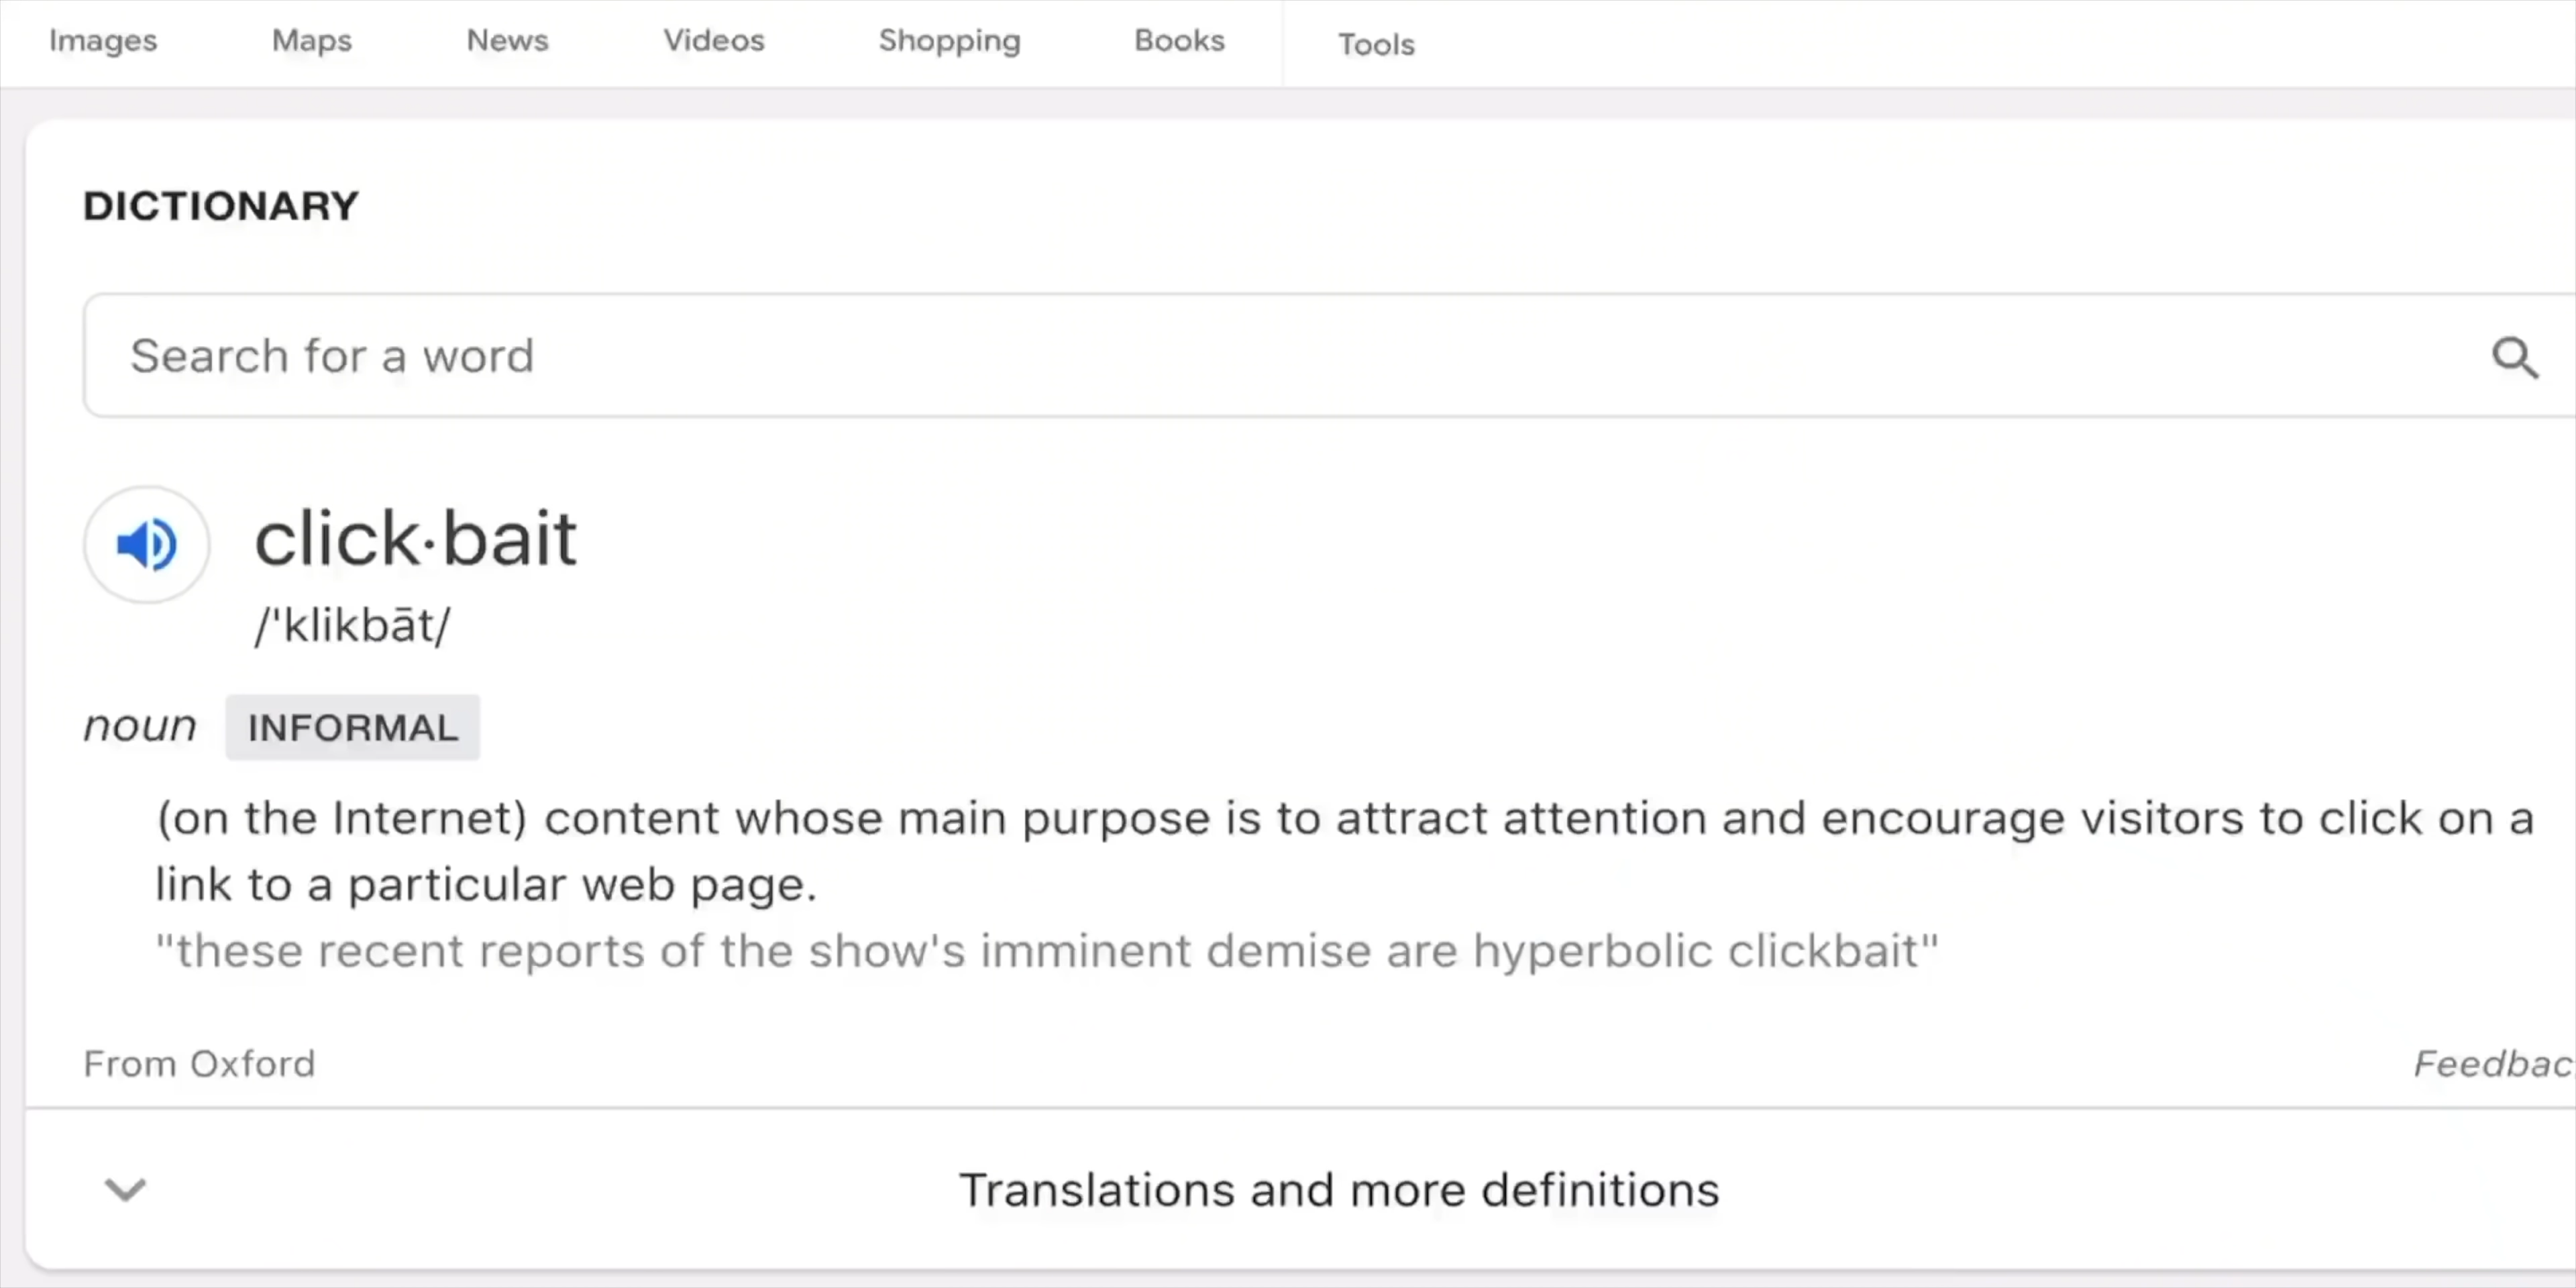 Images Maps News Videos Shopping Books Tools
DICTIONARY
Search for a word
click·bait
/ˈklikbāt/
noun INFORMAL
(on the Internet) content whose main purpose is to attract attention and encourage visitors to click on a
link to a particular web page.
"these recent reports of the show's imminent demise are hyperbolic clickbait"
From Oxford Feedbac
Translations and more definitions